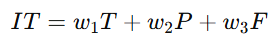 IT = w₁T + w₂P + w₃F